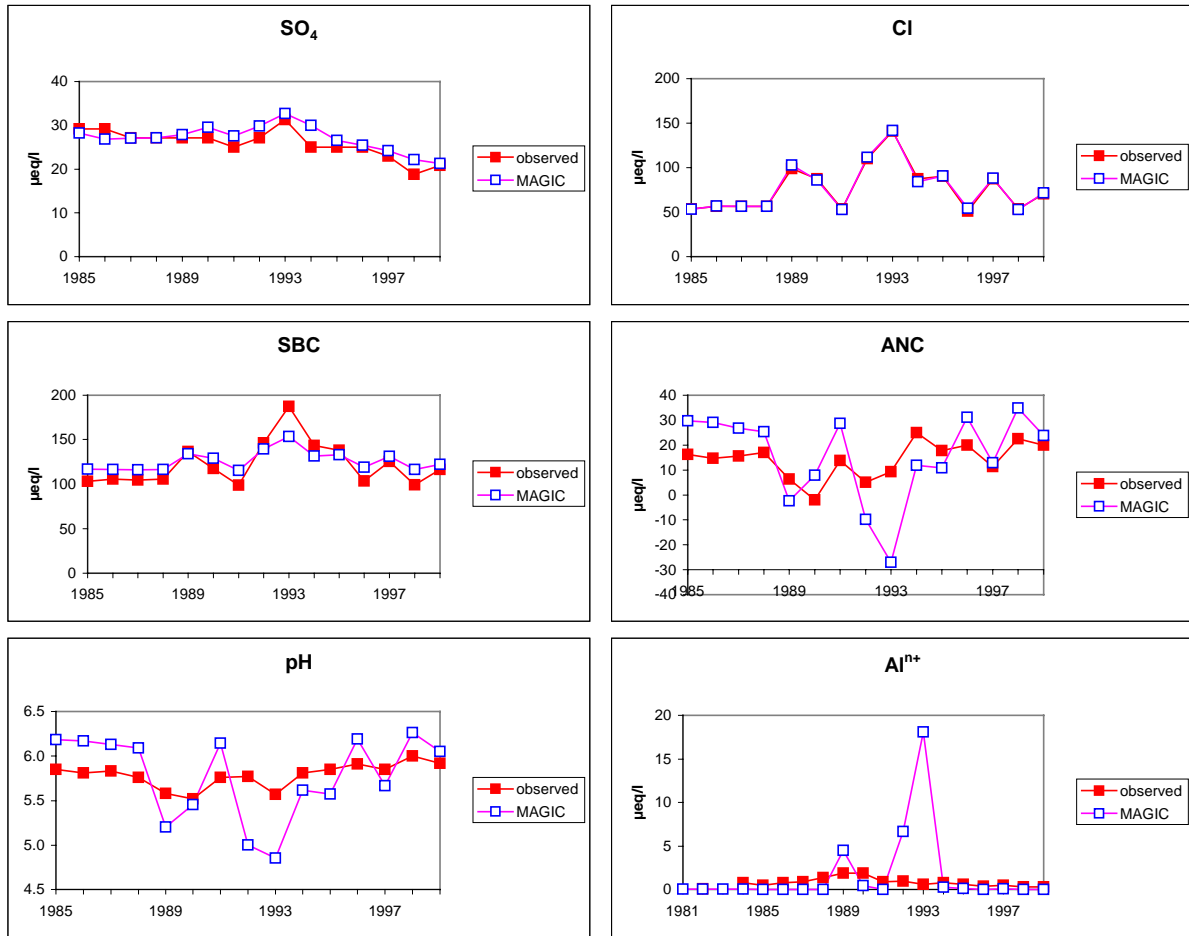 SO₄
40
30
20
10
0
µeq/l
1985 1989 1993 1997
observed
MAGIC
Cl
200
150
100
50
0
µeq/l
1985 1989 1993 1997
observed
MAGIC
SBC
200
150
100
50
0
µeq/l
1985 1989 1993 1997
observed
MAGIC
ANC
40
30
20
10
0
-10
-20
-30
-40
µeq/l
1985 1989 1993 1997
observed
MAGIC
pH
6.5
6.0
5.5
5.0
4.5
1985 1989 1993 1997
observed
MAGIC
Alⁿ⁺
20
15
10
5
0
µeq/l
1981 1985 1989 1993 1997
observed
MAGIC